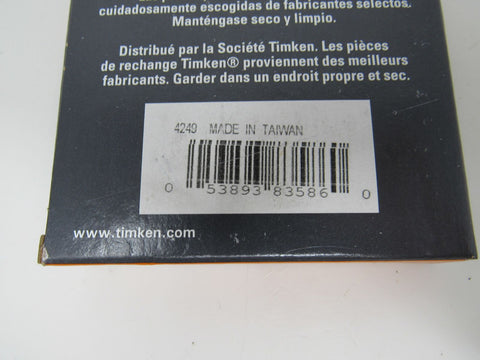 cuidadosamente escogidas de fabricantes selectos.
Manténgase seco y limpio.
Distribué par la Société Timken. Les pièces
de rechange Timken® proviennent des meilleurs
fabricants. Garder dans un endroit propre et sec.
4249 MADE IN TAIWAN
0 53893 83586 0
www.timken.com